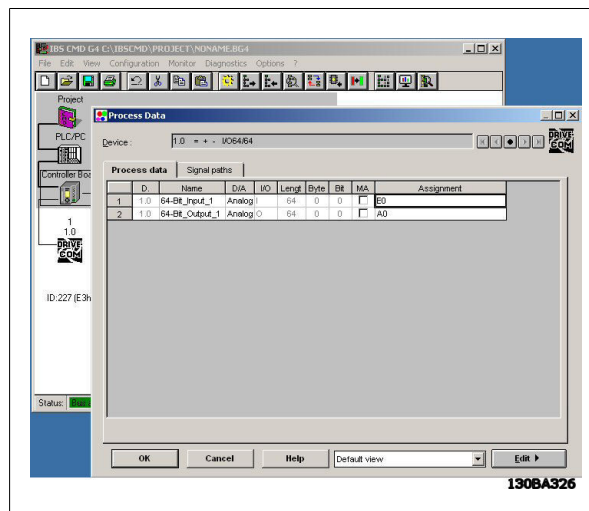 IBS CMD G4 C:\IBSCMD\PROJECT\NONAME.BG4
File Edit View Configuration Monitor Diagnostics Options ?
Project
PLC/PC
Controller Boa
1
1.0
DRIVE
COM
ID:227 (E3h
Status:
Process Data
Device : 1.0 = + - I/O64/64
DRIVE
COM
Process data Signal paths
D. Name D/A I/O Lengt Byte Bit MA Assignment
1 1.0 64-Bit_Input_1 Analog I 64 0 0 E0
2 1.0 64-Bit_Output_1 Analog O 64 0 0 A0
OK Cancel Help Default view Edit
130BA326